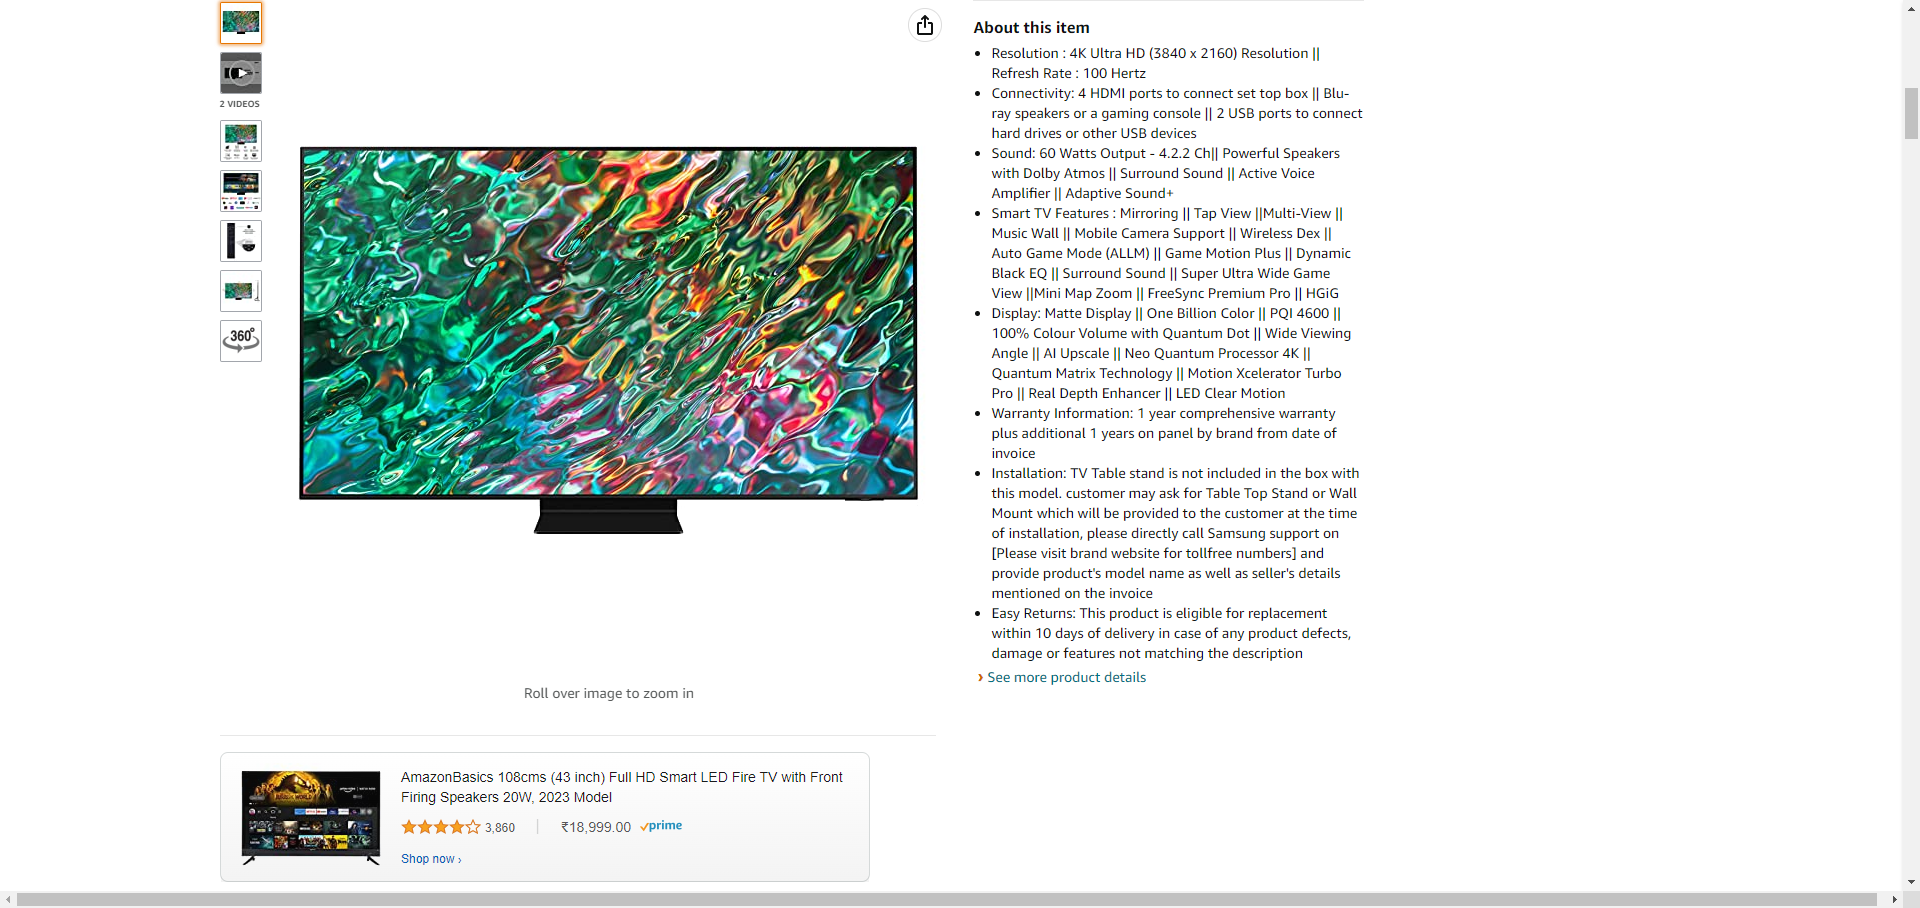 2 VIDEOS
360°
Roll over image to zoom in
About this item
Resolution : 4K Ultra HD (3840 x 2160) Resolution ||
Refresh Rate : 100 Hertz
Connectivity: 4 HDMI ports to connect set top box || Blu-
ray speakers or a gaming console || 2 USB ports to connect
hard drives or other USB devices
Sound: 60 Watts Output - 4.2.2 Ch|| Powerful Speakers
with Dolby Atmos || Surround Sound || Active Voice
Amplifier || Adaptive Sound+
Smart TV Features : Mirroring || Tap View ||Multi-View ||
Music Wall || Mobile Camera Support || Wireless Dex ||
Auto Game Mode (ALLM) || Game Motion Plus || Dynamic
Black EQ || Surround Sound || Super Ultra Wide Game
View ||Mini Map Zoom || FreeSync Premium Pro || HGiG
Display: Matte Display || One Billion Color || PQI 4600 ||
100% Colour Volume with Quantum Dot || Wide Viewing
Angle || AI Upscale || Neo Quantum Processor 4K ||
Quantum Matrix Technology || Motion Xcelerator Turbo
Pro || Real Depth Enhancer || LED Clear Motion
Warranty Information: 1 year comprehensive warranty
plus additional 1 years on panel by brand from date of
invoice
Installation: TV Table stand is not included in the box with
this model. customer may ask for Table Top Stand or Wall
Mount which will be provided to the customer at the time
of installation, please directly call Samsung support on
[Please visit brand website for tollfree numbers] and
provide product's model name as well as seller's details
mentioned on the invoice
Easy Returns: This product is eligible for replacement
within 10 days of delivery in case of any product defects,
damage or features not matching the description
› See more product details
AmazonBasics 108cms (43 inch) Full HD Smart LED Fire TV with Front
Firing Speakers 20W, 2023 Model
3,860 | ₹18,999.00 prime
Shop now ›